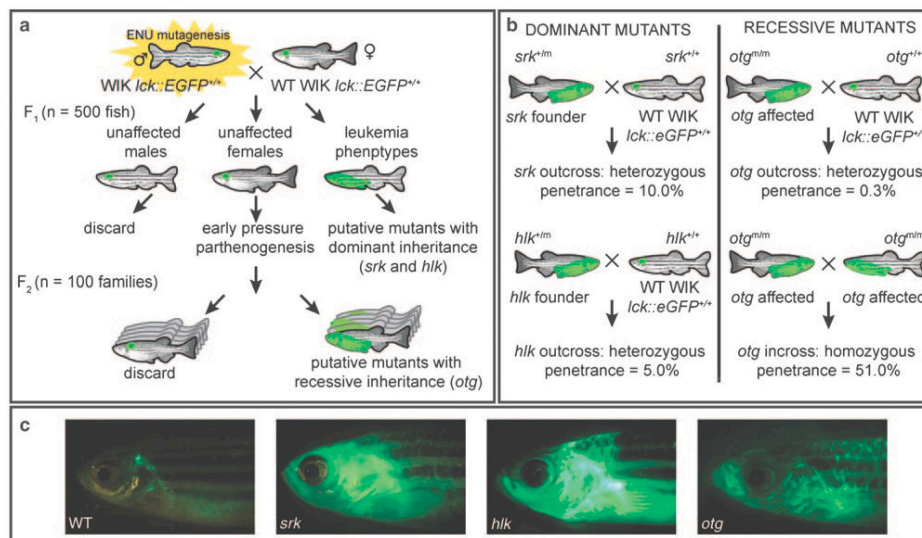 a
ENU mutagenesis
♂
♀
WIK lck::EGFP+/+
×
WT WIK lck::EGFP+/+
F1 (n = 500 fish)
unaffected
males
unaffected
females
leukemia
phenptypes
discard
early pressure
parthenogenesis
putative mutants with
dominant inheritance
(srk and hlk)
F2 (n = 100 families)
discard
putative mutants with
recessive inheritance (otg)
b
DOMINANT MUTANTS
srk+/m
srk+/+
×
srk founder
WT WIK
lck::eGFP+/+
srk outcross: heterozygous
penetrance = 10.0%
hlk+/m
hlk+/+
×
hlk founder
WT WIK
lck::eGFP+/+
hlk outcross: heterozygous
penetrance = 5.0%
RECESSIVE MUTANTS
otgm/m
otg+/+
×
otg affected
WT WIK
lck::eGFP+/
otg outcross: heterozygous
penetrance = 0.3%
otgm/m
otgm/m
×
otg affected
otg affected
otg incross: homozygous
penetrance = 51.0%
c
WT
srk
hlk
otg